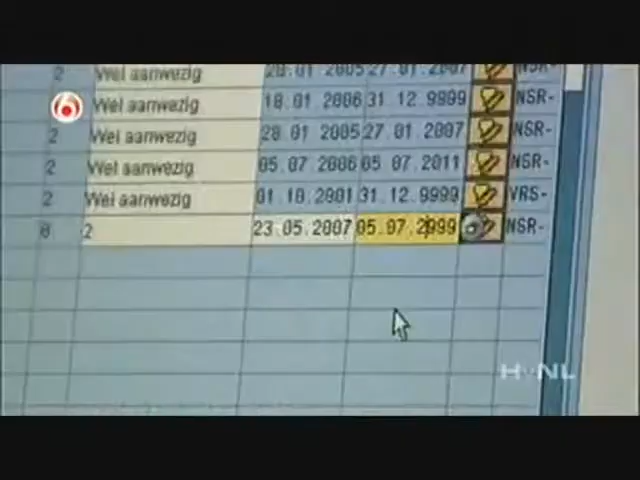 2 Wel aanwezig 28.01 2005 27.01.2007 NSR-
6 Wel aanwezig 18.01 2006 31 12.9999 NSR-
2 Wel aanwezig 28 01 2005 27.01 2007 NSR-
2 Wel aanwezig 05.07 2006 05 07.2011 NSR-
2 Wel aanwezig 01.10.2001 31.12.9999 VRS-
0 2 23.05.2007 05.07.2999 NSR-
H NL